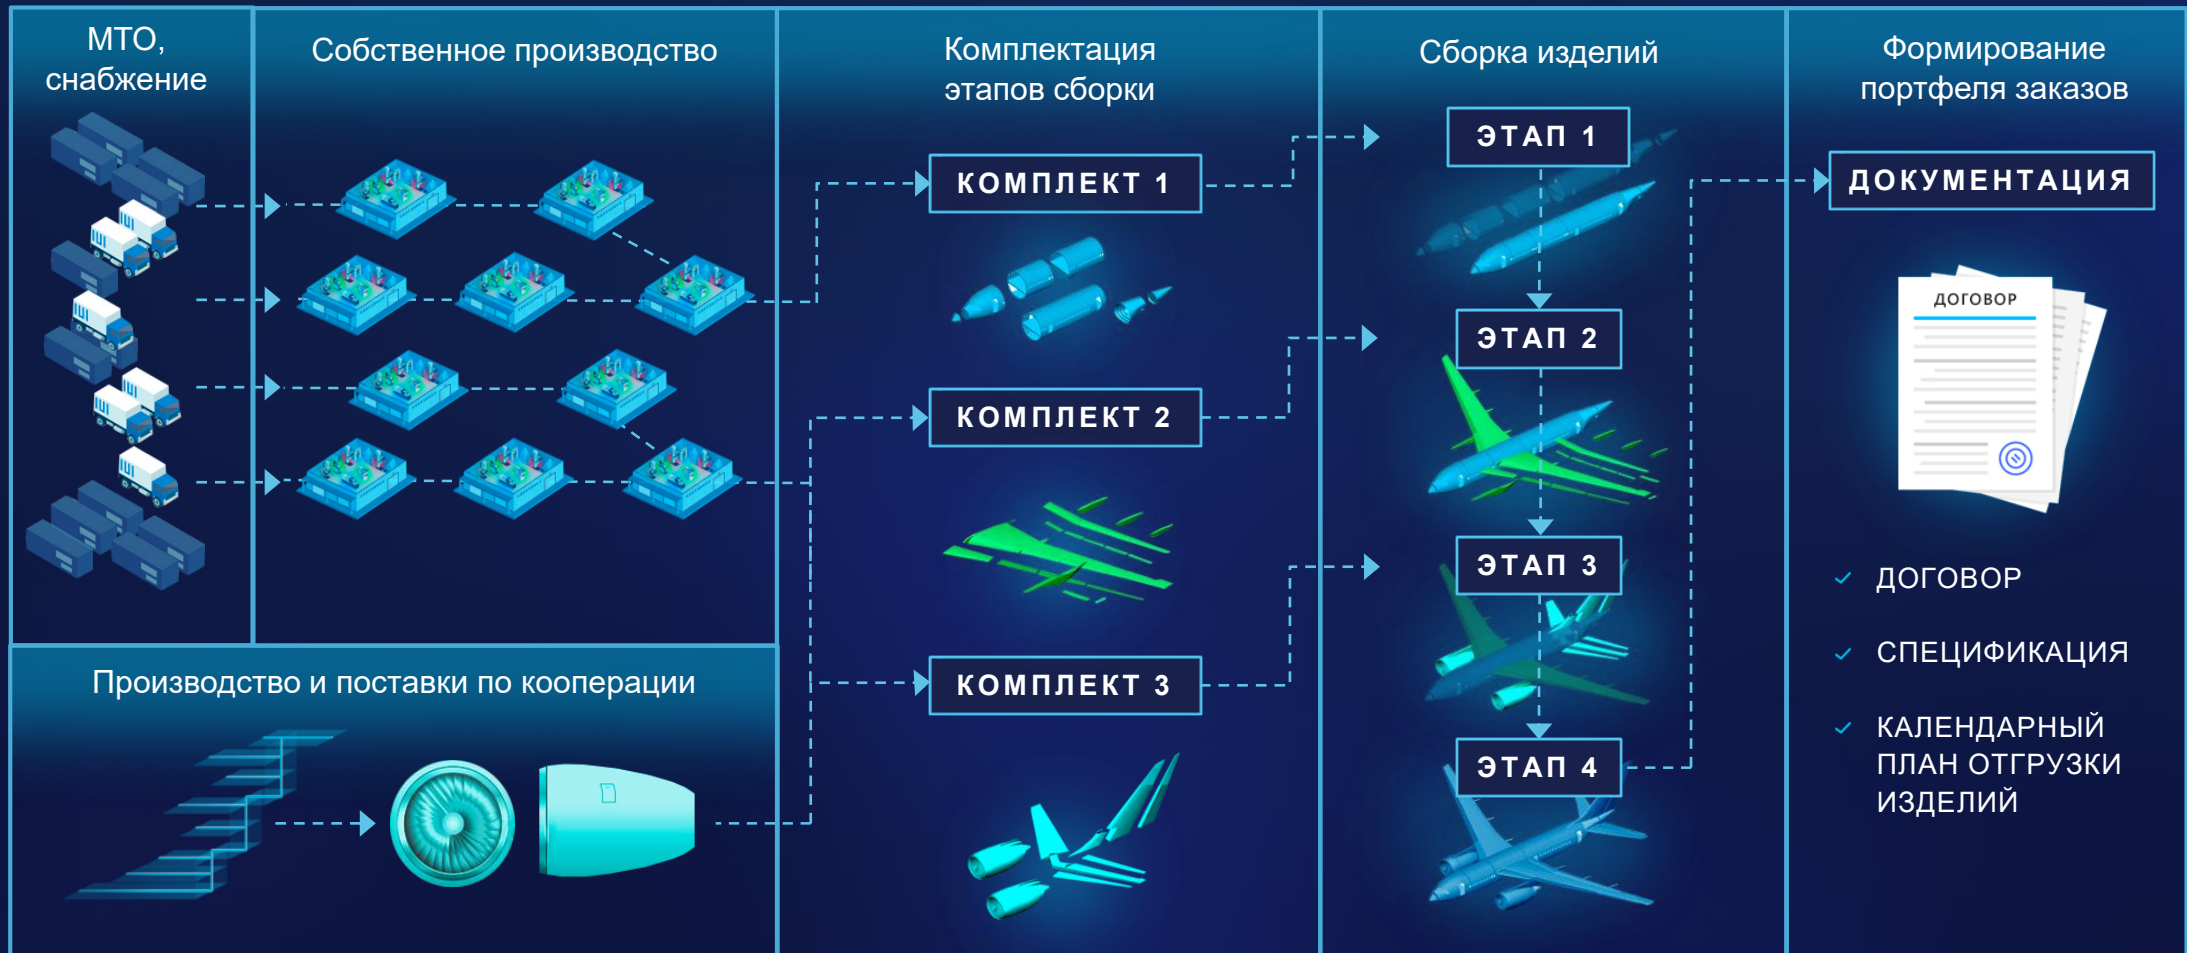 МТО,
снабжение
Собственное производство
Комплектация
этапов сборки
Сборка изделий
Формирование
портфеля заказов
КОМПЛЕКТ 1
КОМПЛЕКТ 2
КОМПЛЕКТ 3
ЭТАП 1
ЭТАП 2
ЭТАП 3
ЭТАП 4
ДОКУМЕНТАЦИЯ
ДОГОВОР
ДОГОВОР
СПЕЦИФИКАЦИЯ
КАЛЕНДАРНЫЙ
ПЛАН ОТГРУЗКИ
ИЗДЕЛИЙ
Производство и поставки по кооперации